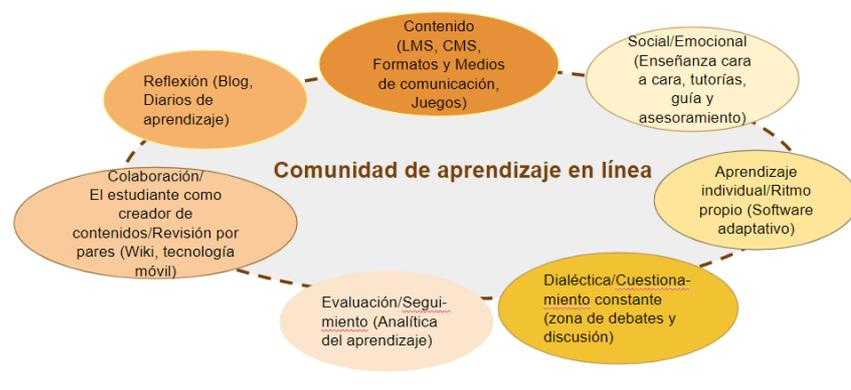 Contenido
(LMS, CMS,
Formatos y Medios
de comunicación,
Juegos)
Social/Emocional
(Enseñanza cara
a cara, tutorías,
guía y
asesoramiento)
Reflexión (Blog,
Diarios de
aprendizaje)
Comunidad de aprendizaje en línea
Aprendizaje
individual/Ritmo
propio (Software
adaptativo)
Colaboración/
El estudiante como
creador de
contenidos/Revisión por
pares (Wiki, tecnología
móvil)
Dialéctica/Cuestiona-
miento constante
(zona de debates y
discusión)
Evaluación/Segui-
miento (Analítica
del aprendizaje)